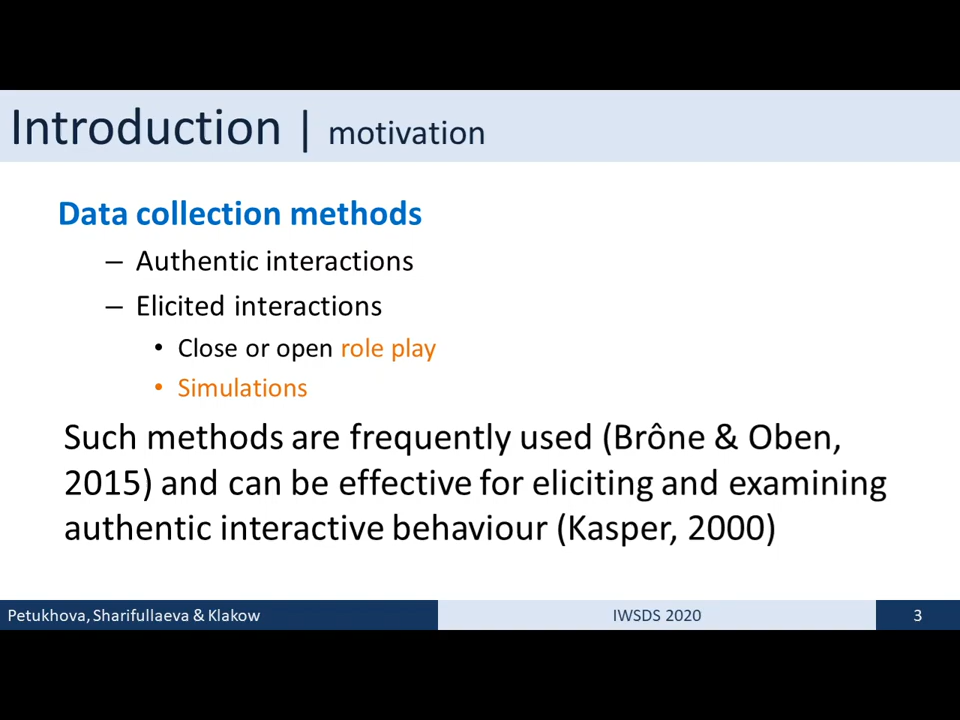 Introduction | motivation
Data collection methods
– Authentic interactions
– Elicited interactions
• Close or open role play
• Simulations
Such methods are frequently used (Brône & Oben,
2015) and can be effective for eliciting and examining
authentic interactive behaviour (Kasper, 2000)
Petukhova, Sharifullaeva & Klakow
IWSDS 2020
3